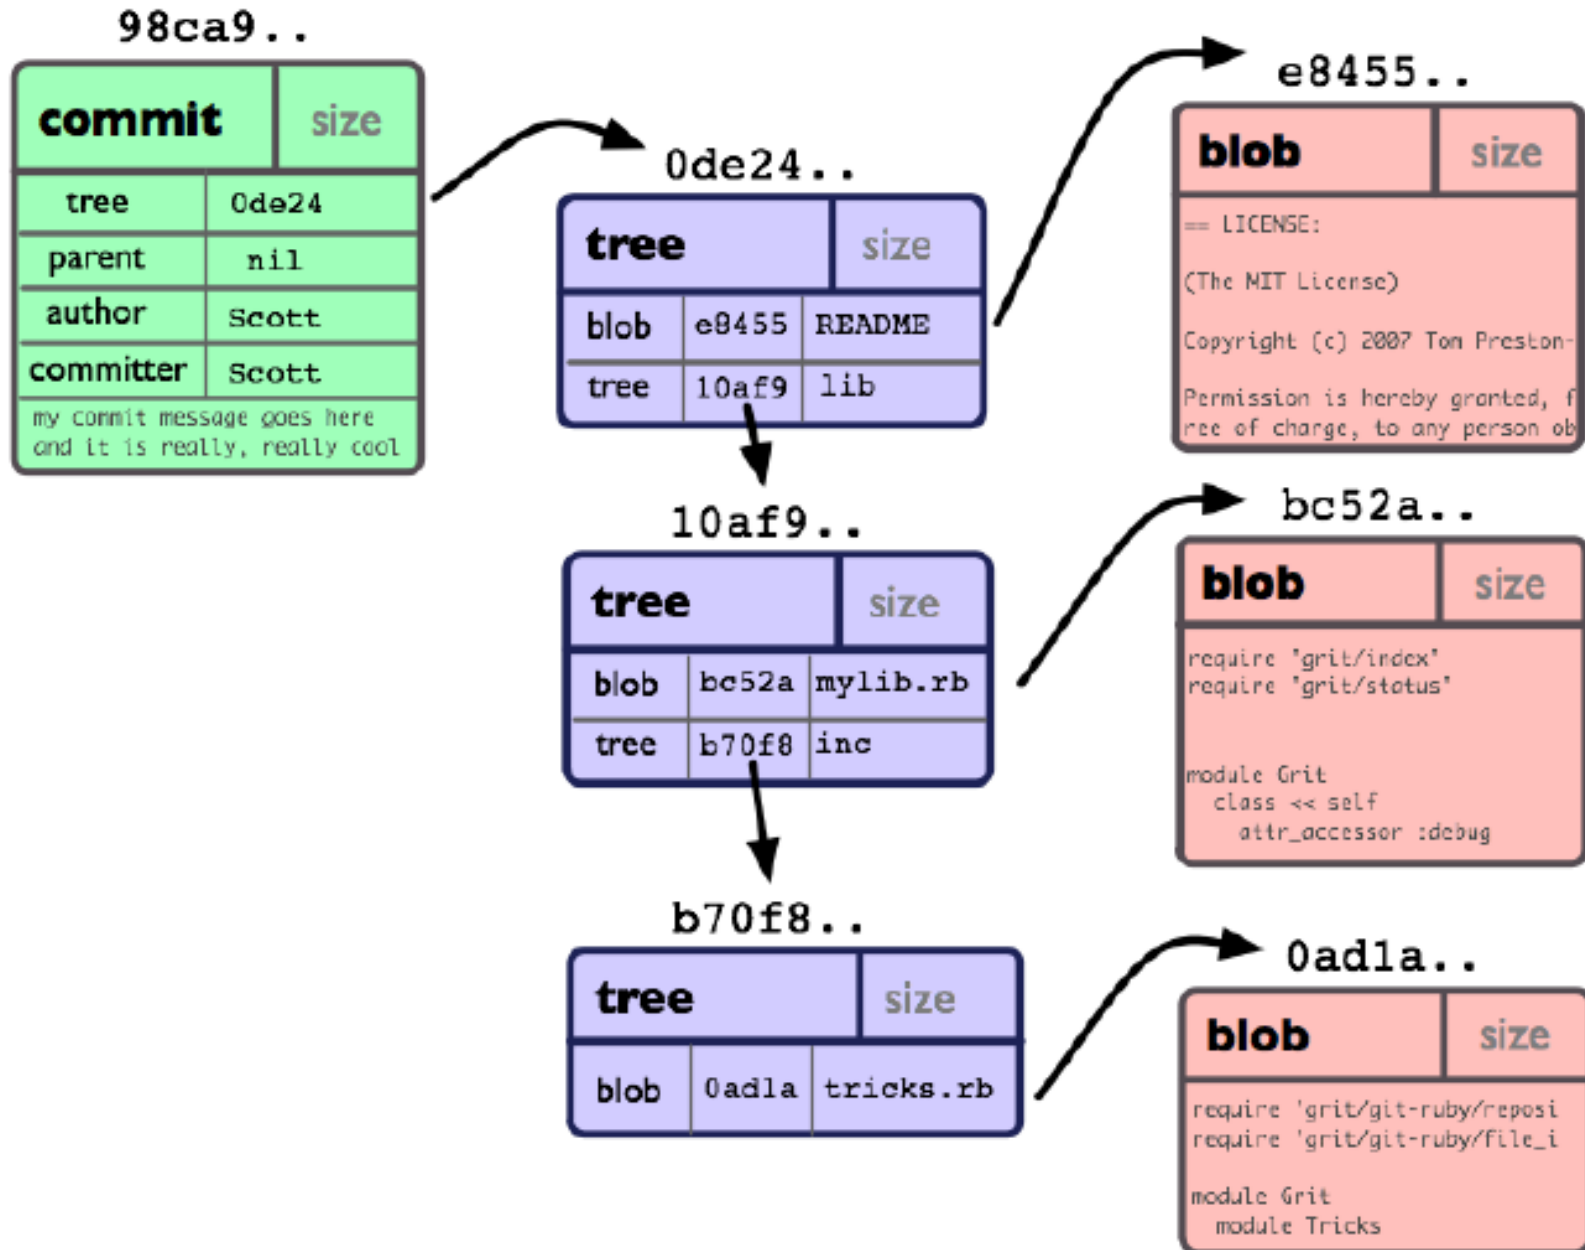 98ca9..
commit size
tree 0de24
parent nil
author Scott
committer Scott
my commit message goes here
and it is really, really cool
0de24..
tree size
blob e8455 README
tree 10af9 lib
10af9..
tree size
blob bc52a mylib.rb
tree b70f8 inc
b70f8..
tree size
blob 0ad1a tricks.rb
e8455..
blob size
== LICENSE:
(The MIT License)
Copyright (c) 2007 Tom Preston-
Permission is hereby granted, f
ree of charge, to any person ob
bc52a..
blob size
require 'grit/index'
require 'grit/status'
module Grit
class << self
attr_accessor :debug
0ad1a..
blob size
require 'grit/git-ruby/reposi
require 'grit/git-ruby/file_i
module Grit
module Tricks